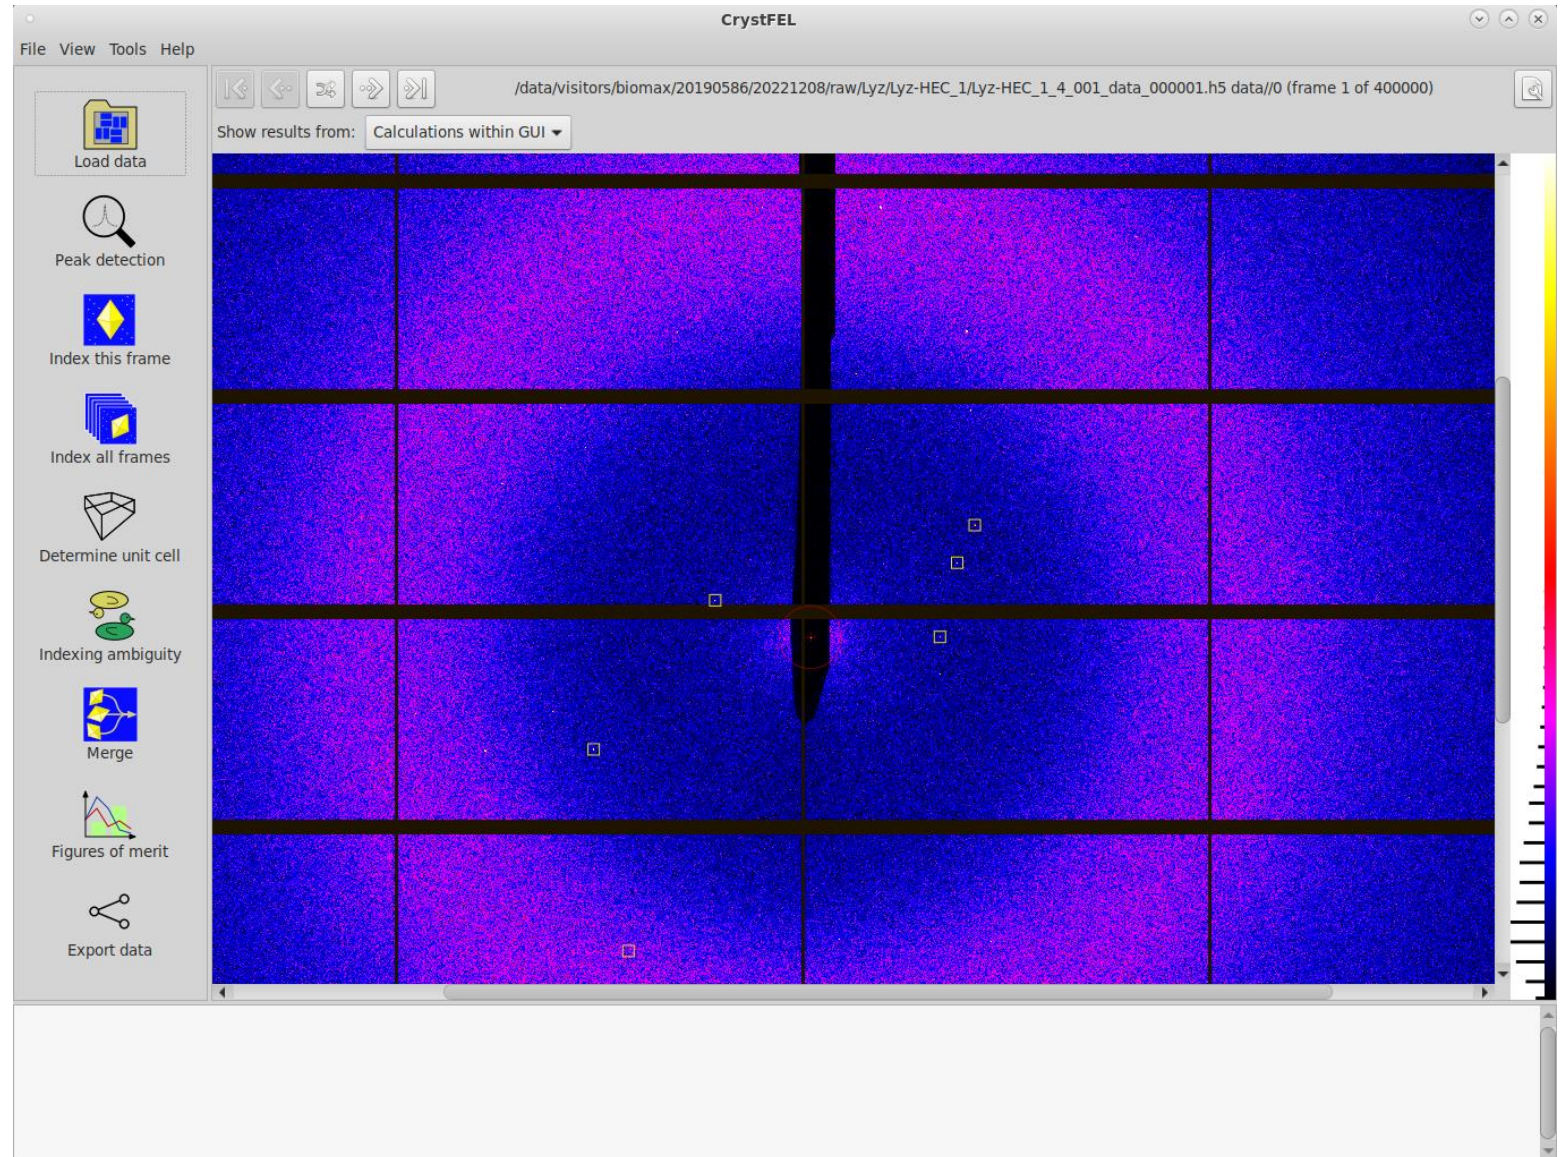 CrystFEL
File View Tools Help
/data/visitors/biomax/20190586/20221208/raw/Lyz/Lyz-HEC_1/Lyz-HEC_1_4_001_data_000001.h5 data//0 (frame 1 of 400000)
Show results from: Calculations within GUI
Load data
Peak detection
Index this frame
Index all frames
Determine unit cell
Indexing ambiguity
Merge
Figures of merit
Export data